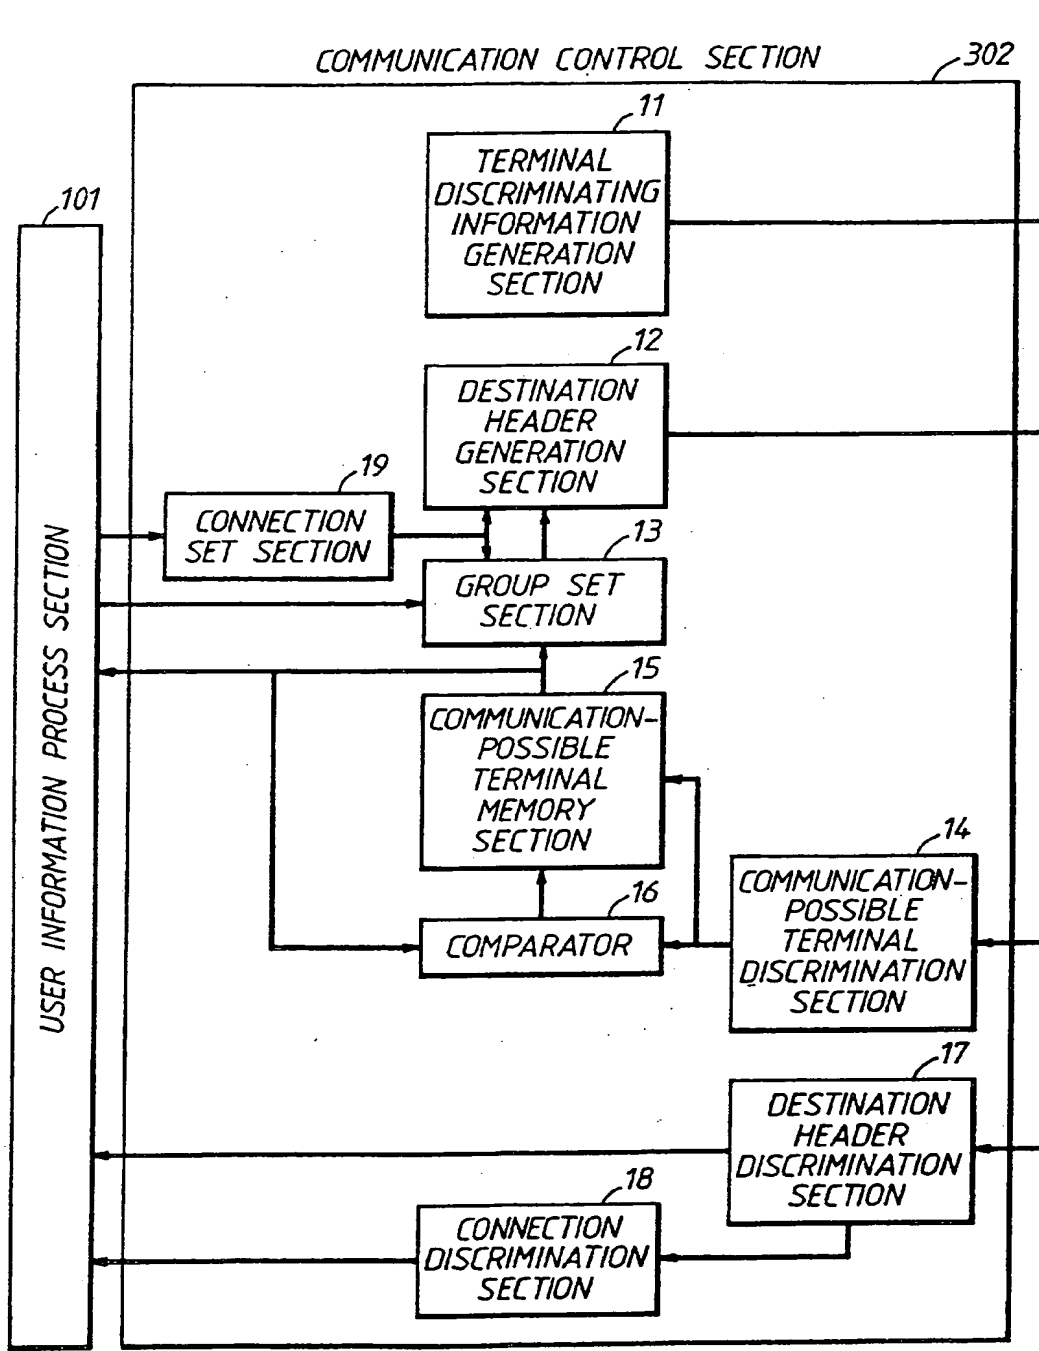 COMMUNICATION CONTROL SECTION
302
11
TERMINAL
DISCRIMINATING
INFORMATION
GENERATION
SECTION
101
USER INFORMATION PROCESS SECTION
12
DESTINATION
HEADER
GENERATION
SECTION
19
CONNECTION
SET SECTION
13
GROUP SET
SECTION
15
COMMUNICATION-
POSSIBLE
TERMINAL
MEMORY
SECTION
14
COMMUNICATION-
POSSIBLE
TERMINAL
DISCRIMINATION
SECTION
16
COMPARATOR
17
DESTINATION
HEADER
DISCRIMINATION
SECTION
18
CONNECTION
DISCRIMINATION
SECTION